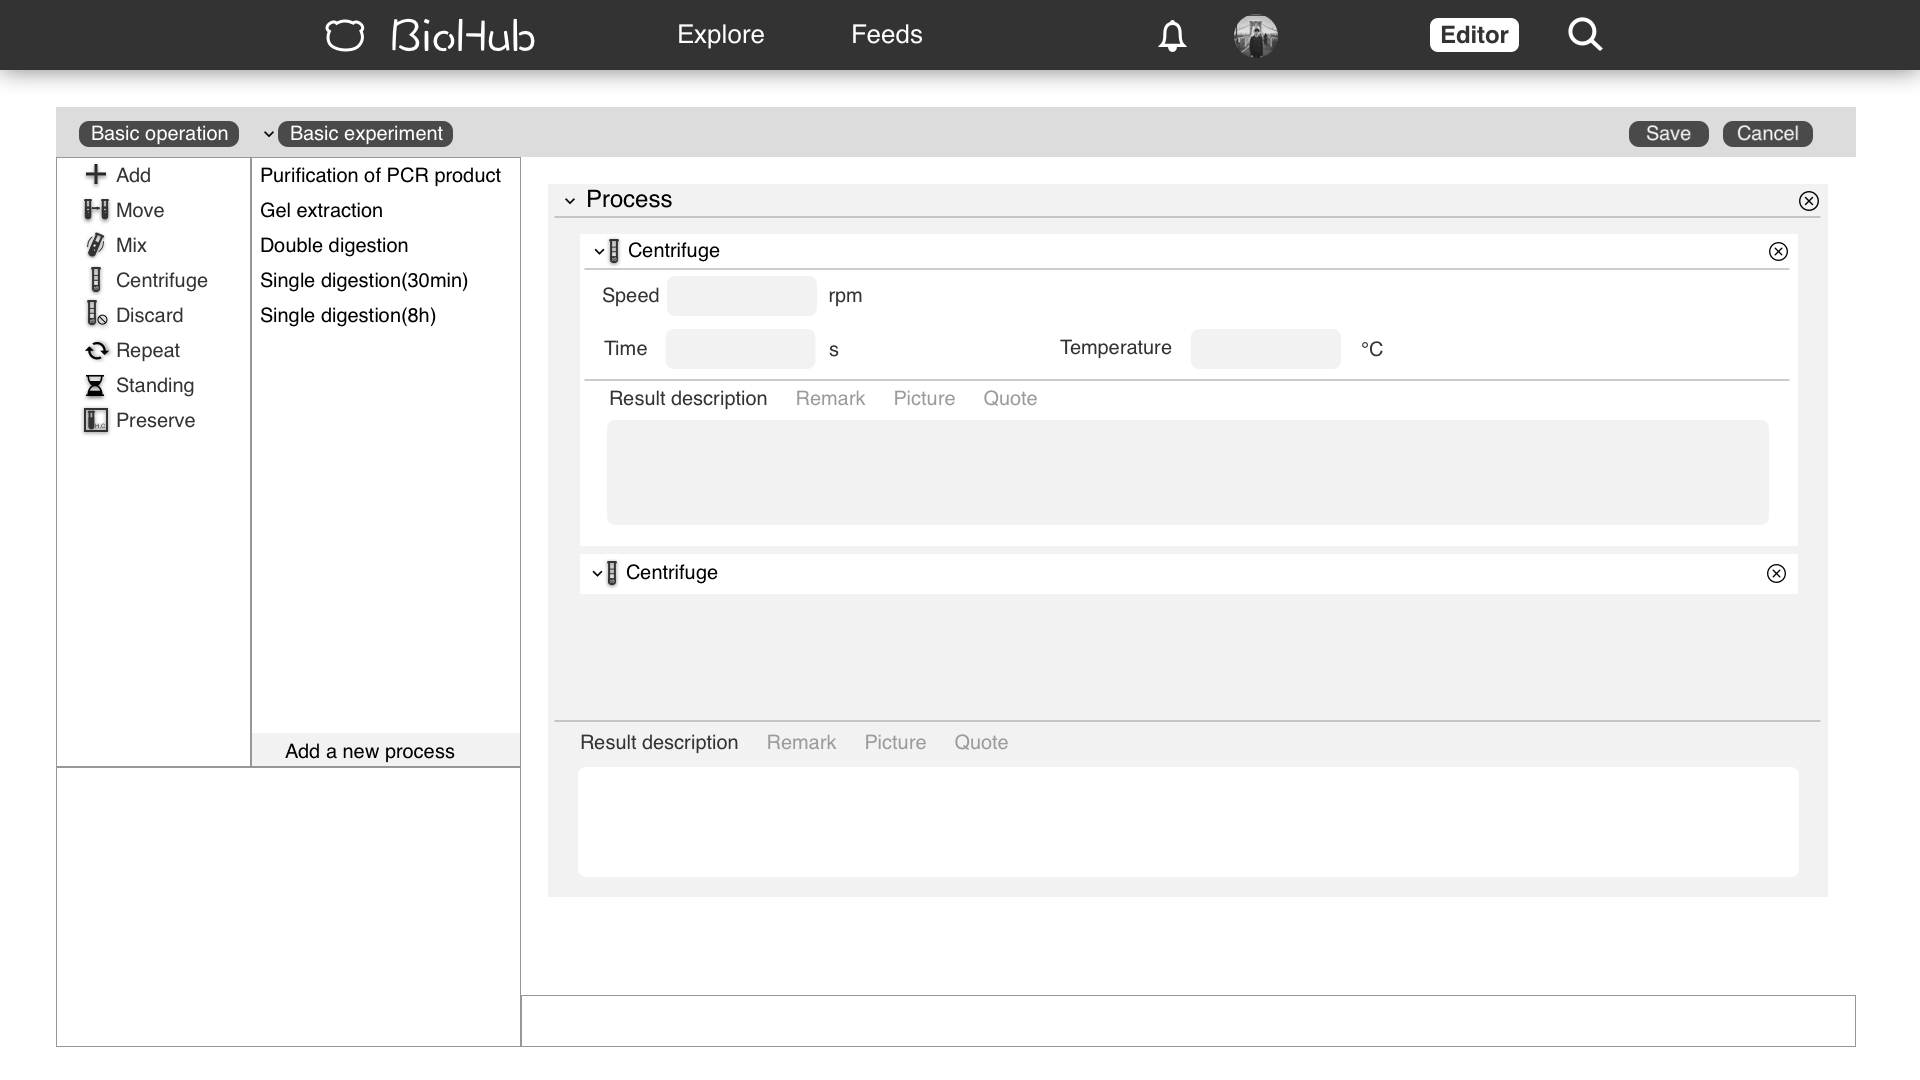 BioHub Explore Feeds Editor
Basic operation Basic experiment Save Cancel
Add
Move
Mix
Centrifuge
Discard
Repeat
Standing
Preserve
Purification of PCR product
Gel extraction
Double digestion
Single digestion(30min)
Single digestion(8h)
Add a new process
Process
Centrifuge
Speed rpm
Time s Temperature °C
Result description Remark Picture Quote
Centrifuge
Result description Remark Picture Quote